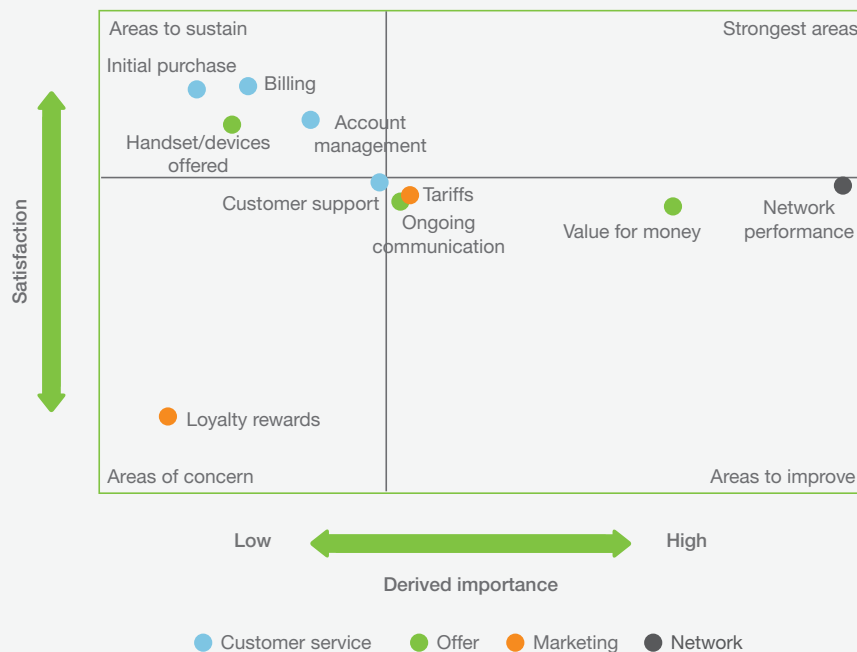 Areas to sustain
Strongest areas
Initial purchase
Billing
Account
management
Handset/devices
offered
Customer support
Tariffs
Ongoing
communication
Value for money
Network
performance
Satisfaction
Loyalty rewards
Areas of concern
Areas to improve
Low
High
Derived importance
Customer service
Offer
Marketing
Network